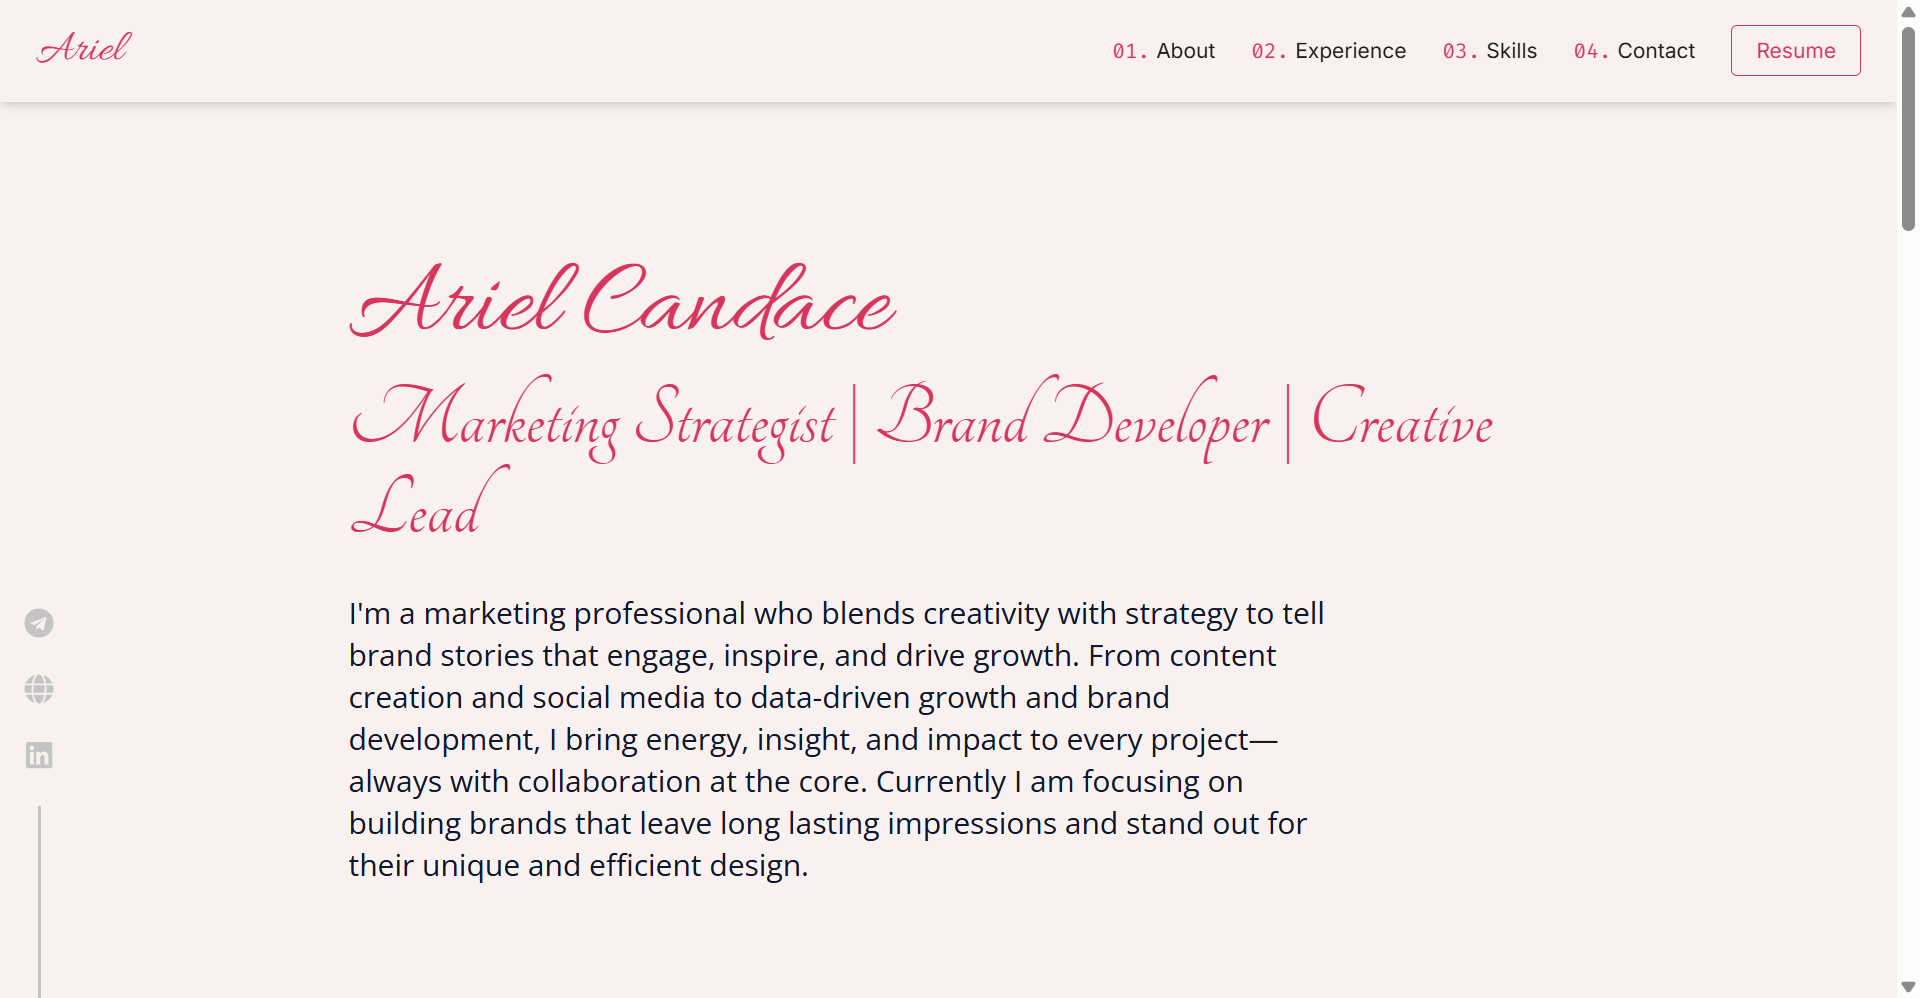 Ariel
01. About 02. Experience 03. Skills 04. Contact Resume
Ariel Candace
Marketing Strategist | Brand Developer | Creative
Lead
I'm a marketing professional who blends creativity with strategy to tell
brand stories that engage, inspire, and drive growth. From content
creation and social media to data-driven growth and brand
development, I bring energy, insight, and impact to every project—
always with collaboration at the core. Currently I am focusing on
building brands that leave long lasting impressions and stand out for
their unique and efficient design.